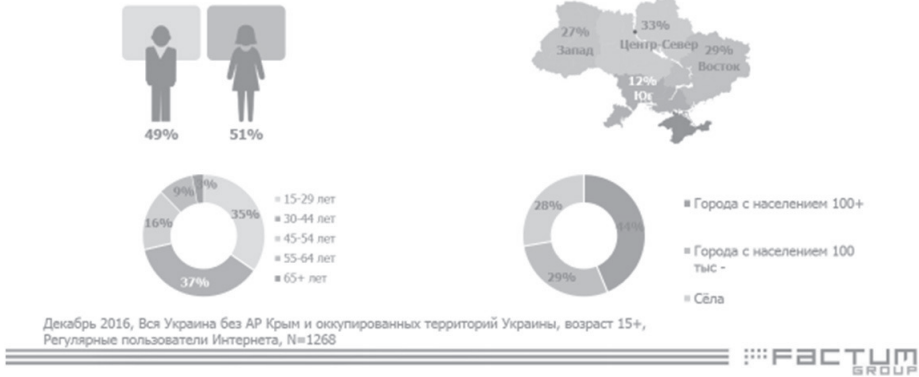 49%
51%
27%
Запад
33%
Центр-Север
29%
Восток
12%
Юг
35%
37%
16%
9%
3%
15-29 лет
30-44 лет
45-54 лет
55-64 лет
65+ лет
44%
29%
28%
Города с населением 100+
Города с населением 100
тыс -
Сёла
Декабрь 2016, Вся Украина без АР Крым и оккупированных территорий Украины, возраст 15+,
Регулярные пользователи Интернета, N=1268
FACTUM
GROUP